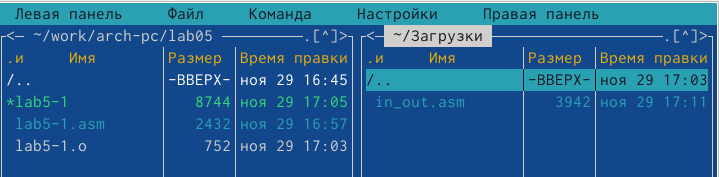 Левая панель Файл Команда Настройки Правая панель
<— ~/work/arch-pc/lab05 .[^]> <— ~/Загрузки .[^]>
.и Имя Размер Время правки .и Имя Размер Время правки
/.. -ВВЕРХ- ноя 29 16:45 /.. -ВВЕРХ- ноя 29 17:03
*lab5-1 8744 ноя 29 17:05 in_out.asm 3942 ноя 29 17:11
lab5-1.asm 2432 ноя 29 16:57
lab5-1.o 752 ноя 29 17:03